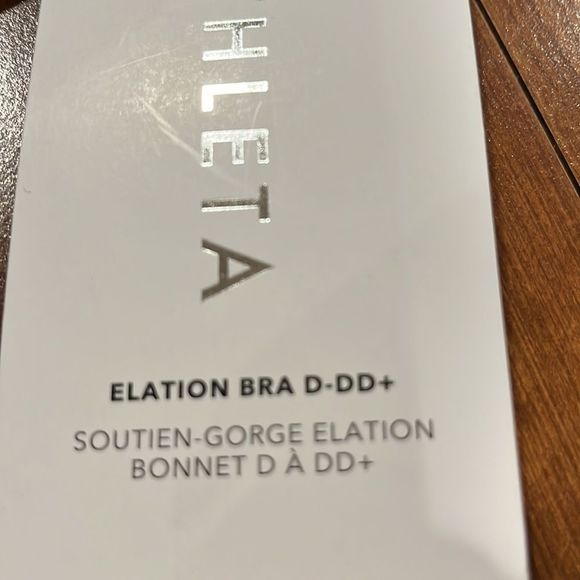 HLETA
ELATION BRA D-DD+
SOUTIEN-GORGE ELATION
BONNET D À DD+